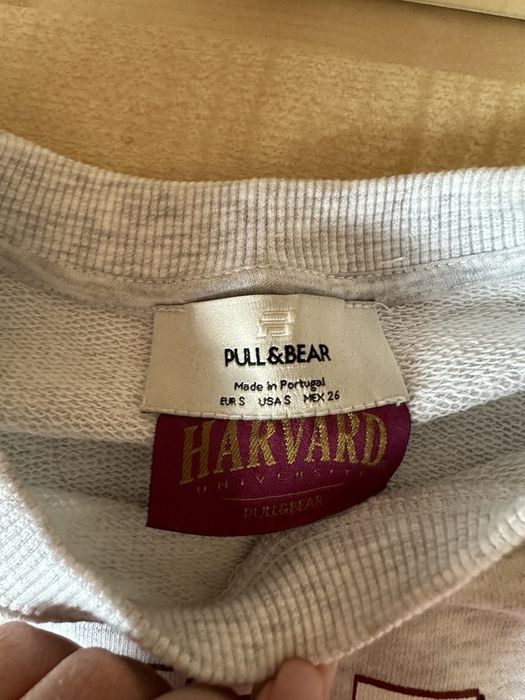 PULL&BEAR
Made in Portugal
EUR S USA S MEX 26
HARVARD
UNIVERSITY
PULL&BEAR